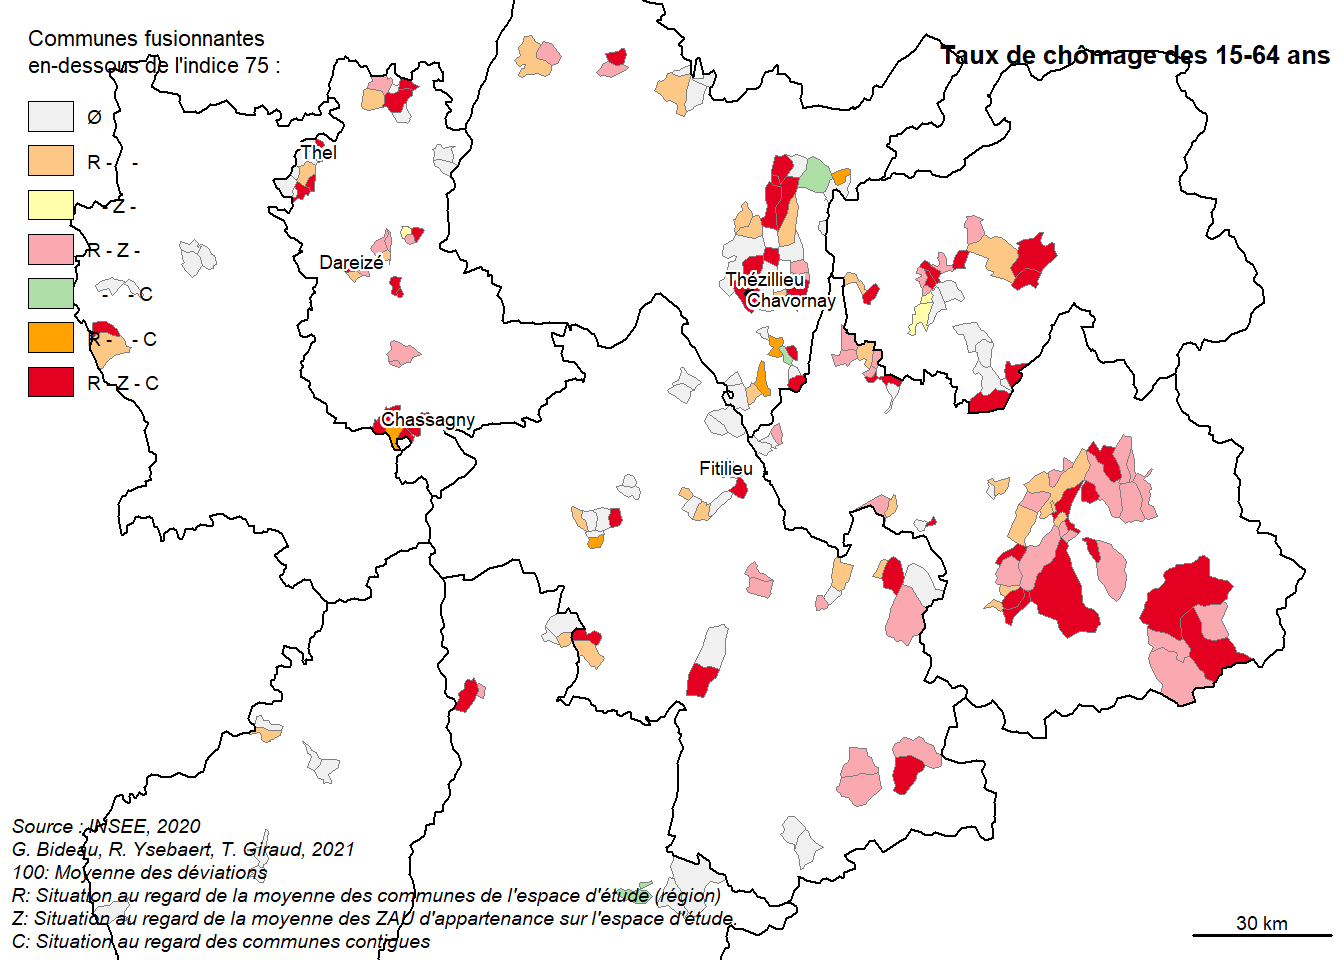 Communes fusionnantes
en-dessous de l'indice 75 :
Taux de chômage des 15-64 ans
Ø
R -    -
- Z -
R - Z -
-    - C
R -    - C
R - Z - C
Thel
Dareizé
Thézillieu
Chavornay
Chassagny
Fitilieu
Source : INSEE, 2020
G. Bideau, R. Ysebaert, T. Giraud, 2021
100: Moyenne des déviations
R: Situation au regard de la moyenne des communes de l'espace d'étude (région)
Z: Situation au regard de la moyenne des ZAU d'appartenance sur l'espace d'étude.
C: Situation au regard des communes contigues
30 km